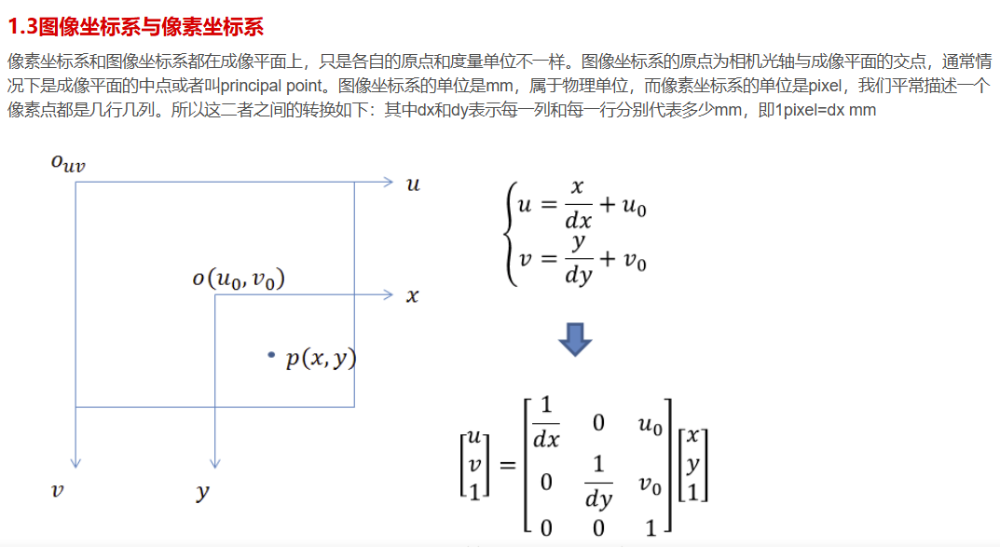 1.3图像坐标系与像素坐标系
像素坐标系和图像坐标系都在成像平面上，只是各自的原点和度量单位不一样。图像坐标系的原点为相机光轴与成像平面的交点，通常情
况下是成像平面的中点或者叫principal point。图像坐标系的单位是mm，属于物理单位，而像素坐标系的单位是pixel，我们平常描述一个
像素点都是几行几列。所以这二者之间的转换如下：其中dx和dy表示每一列和每一行分别代表多少mm，即1pixel=dx mm
o_uv
u
o(u₀, v₀)
x
p(x, y)
v
y
{ u = x/dx + u₀
v = y/dy + v₀
[u v 1] = [1/dx 0 u₀
0 1/dy v₀
0 0 1] [x y 1]